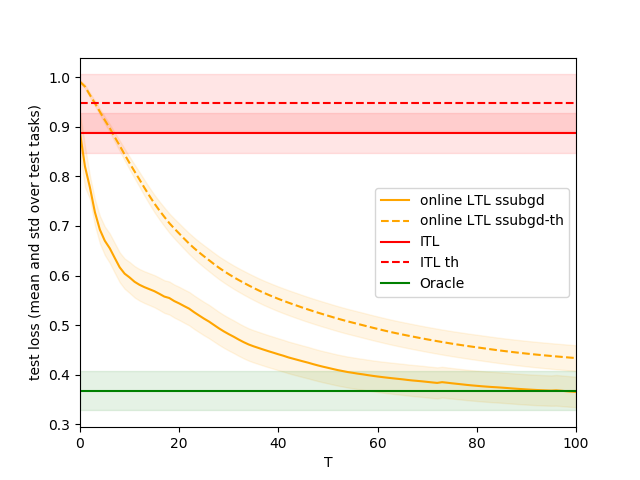 test loss (mean and std over test tasks)
1.0
0.9
0.8
0.7
0.6
0.5
0.4
0.3
online LTL ssubgd
online LTL ssubgd-th
ITL
ITL th
Oracle
0 20 40 60 80 100
T